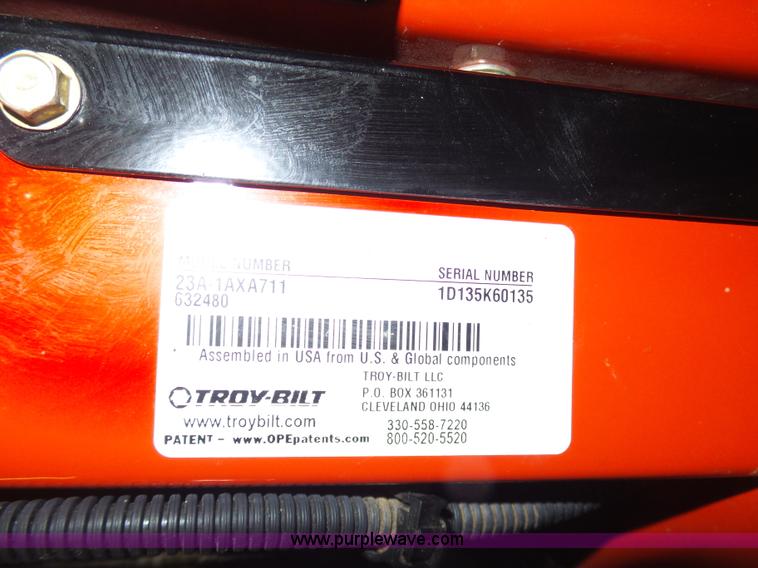 MODEL NUMBER
23A-1AXA711
632480
SERIAL NUMBER
1D135K60135
Assembled in USA from U.S. & Global components
TROY-BILT
www.troybilt.com
PATENT - www.OPEpatents.com
TROY-BILT LLC
P.O. BOX 361131
CLEVELAND OHIO 44136
330-558-7220
800-520-5520
www.purplewave.com